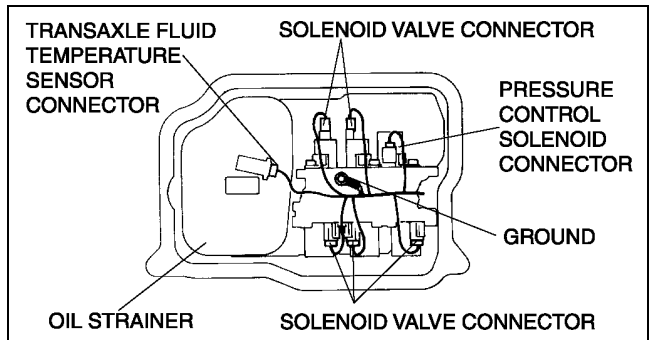 TRANSAXLE FLUID
TEMPERATURE
SENSOR
CONNECTOR
SOLENOID VALVE CONNECTOR
PRESSURE
CONTROL
SOLENOID
CONNECTOR
GROUND
OIL STRAINER
SOLENOID VALVE CONNECTOR